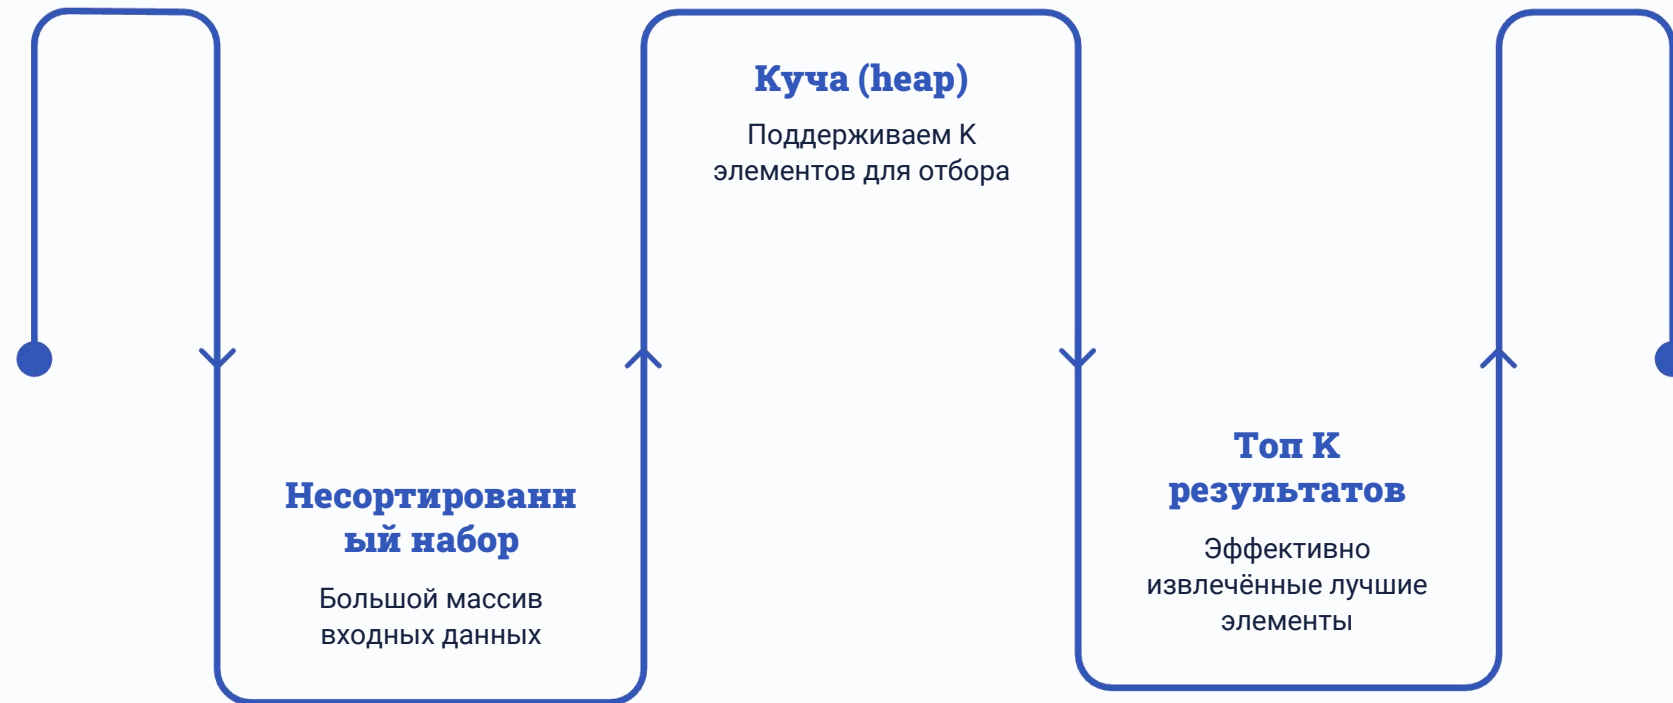 Куча (heap)
Поддерживаем K
элементов для отбора
Несортированн
ый набор
Большой массив
входных данных
Топ K
результатов
Эффективно
извлечённые лучшие
элементы